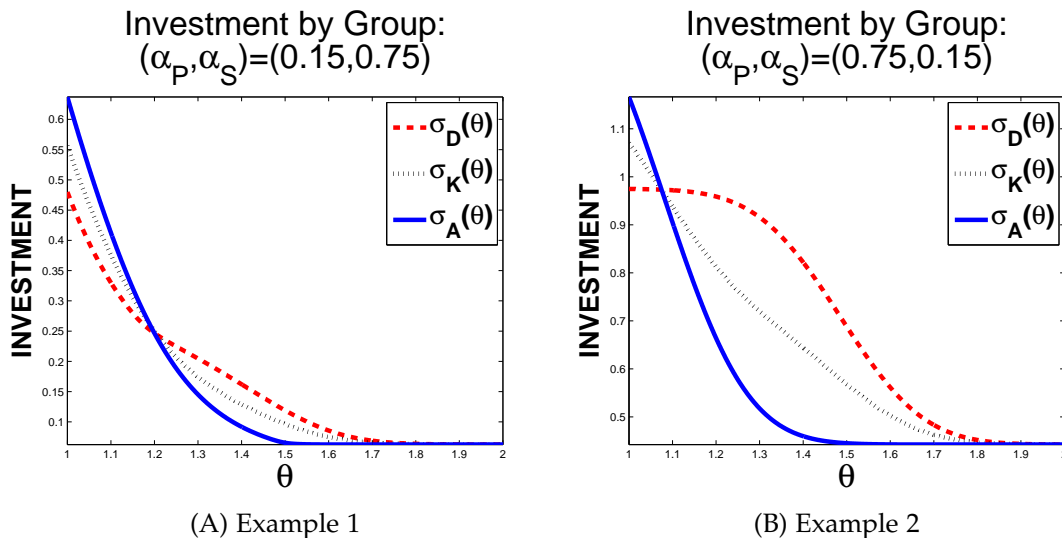 Investment by Group:
(α_P,α_S)=(0.15,0.75)
INVESTMENT
0.6
0.55
0.5
0.45
0.4
0.35
0.3
0.25
0.2
0.15
0.1
σ_D(θ)
σ_K(θ)
σ_A(θ)
1 1.1 1.2 1.3 1.4 1.5 1.6 1.7 1.8 1.9 2
θ
(A) Example 1
Investment by Group:
(α_P,α_S)=(0.75,0.15)
INVESTMENT
1.1
1
0.9
0.8
0.7
0.6
0.5
σ_D(θ)
σ_K(θ)
σ_A(θ)
1 1.1 1.2 1.3 1.4 1.5 1.6 1.7 1.8 1.9
θ
(B) Example 2